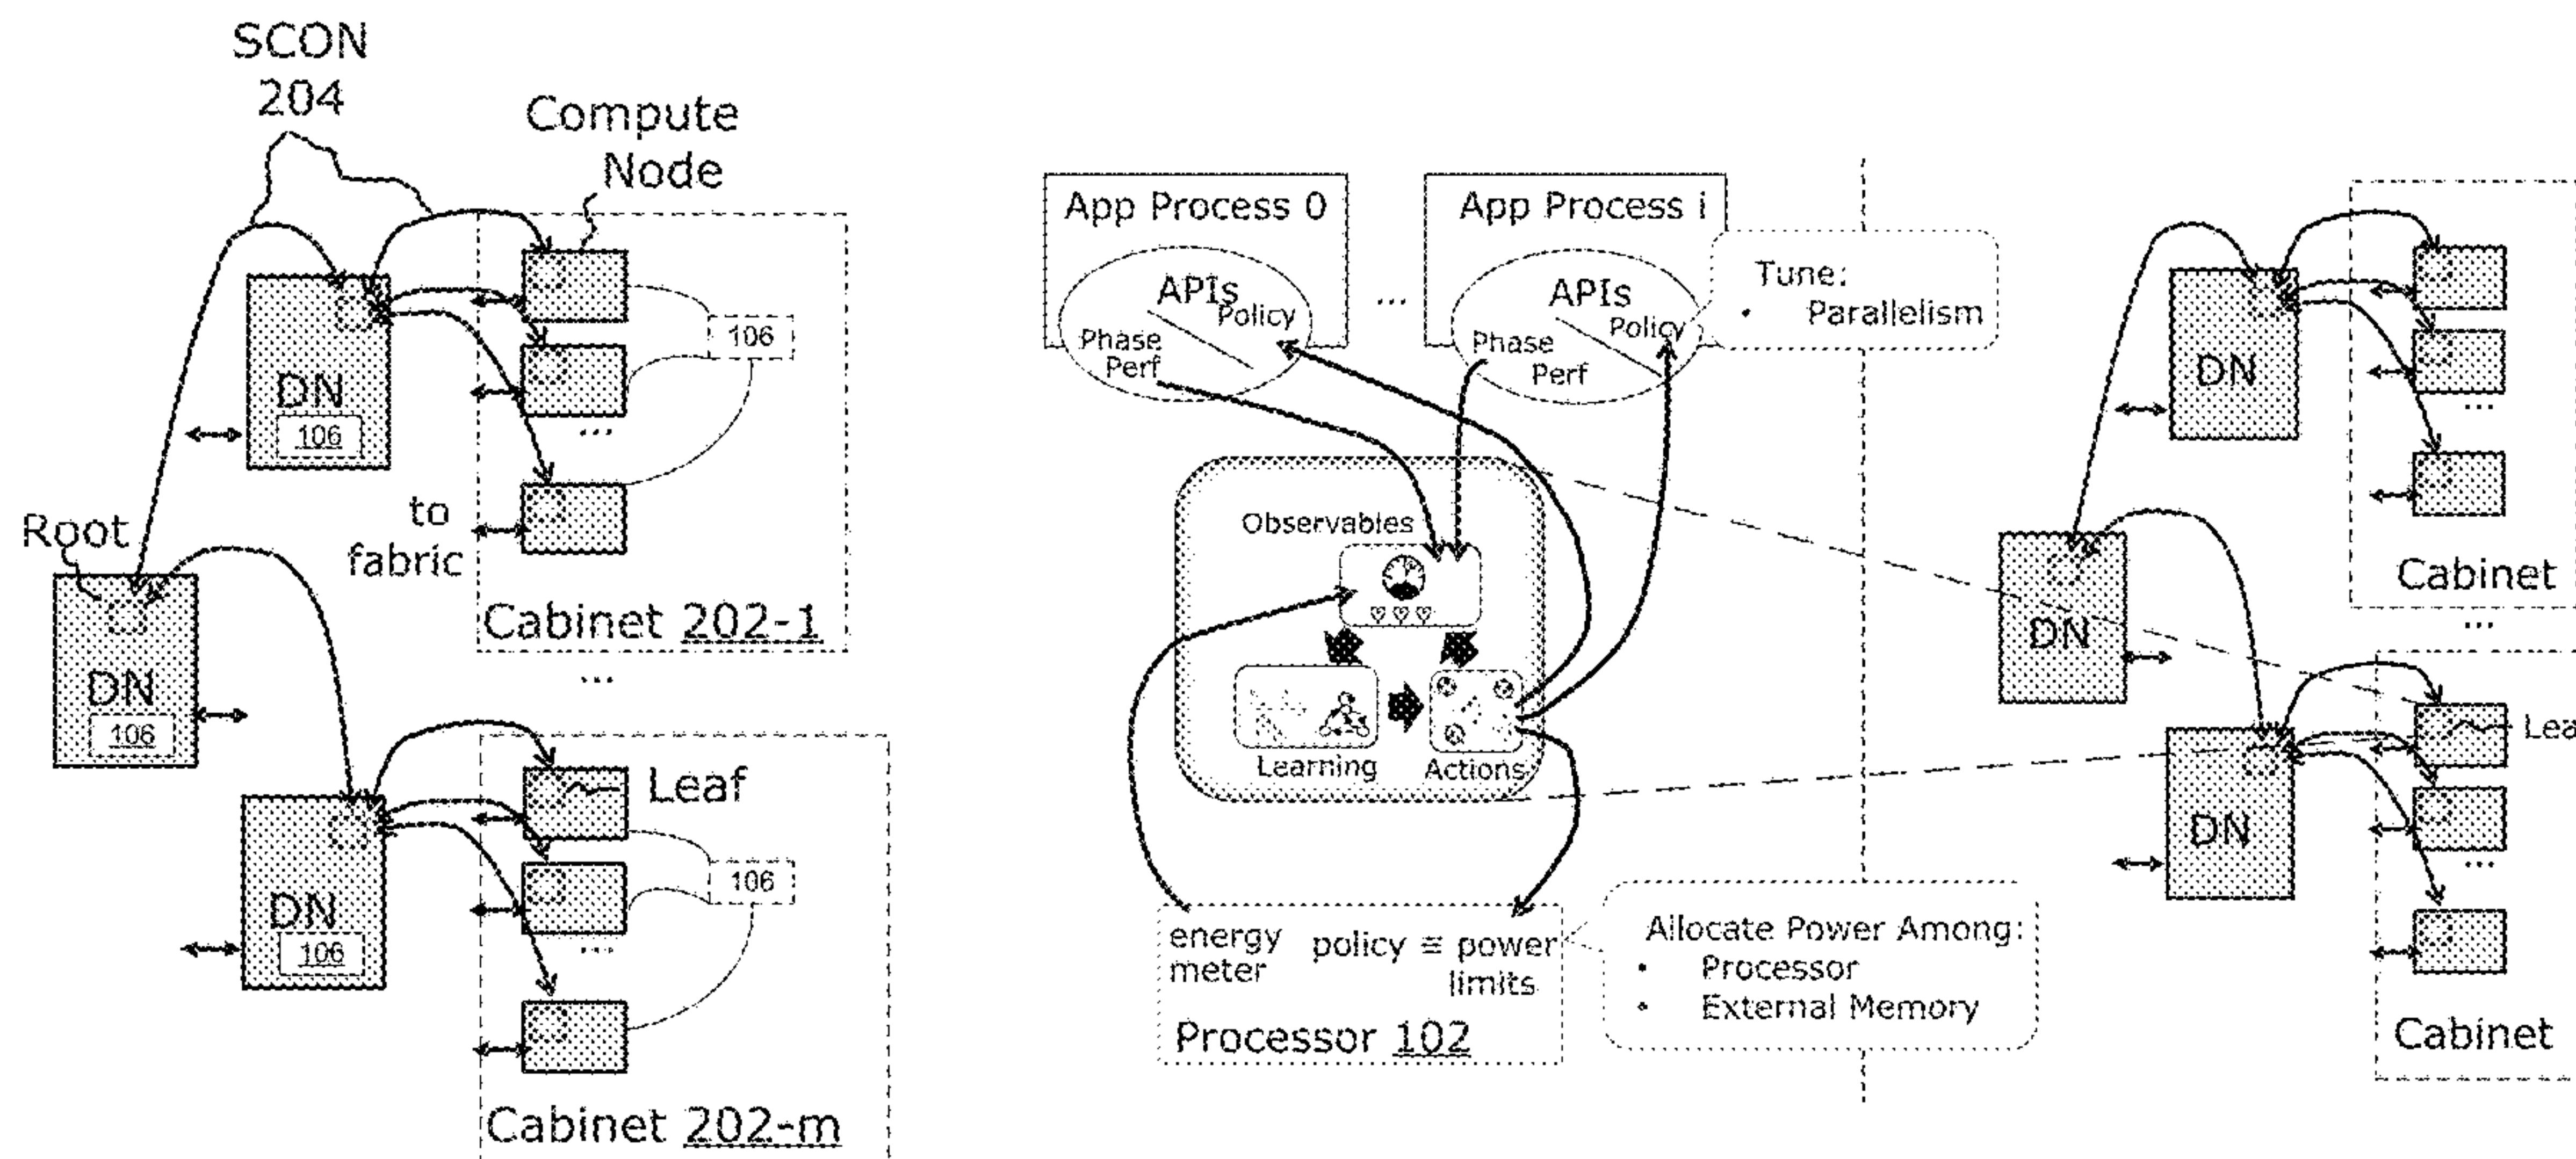 SCON
204
Compute
Node
DN
106
106
...
to
fabric
Root
Cabinet 202-1
DN
106
...
Leaf
DN
106
106
...
Cabinet 202-m
App Process 0
APIs
Policy
Phase
Perf
...
App Process i
APIs
Policy
Phase
Perf
Tune:
• Parallelism
Observables
Learning
Actions
energy
meter
policy ≅ power
limits
Processor 102
Allocate Power Among:
• Processor
• External Memory
DN
...
Cabinet
...
DN
Lea
DN
...
Cabinet